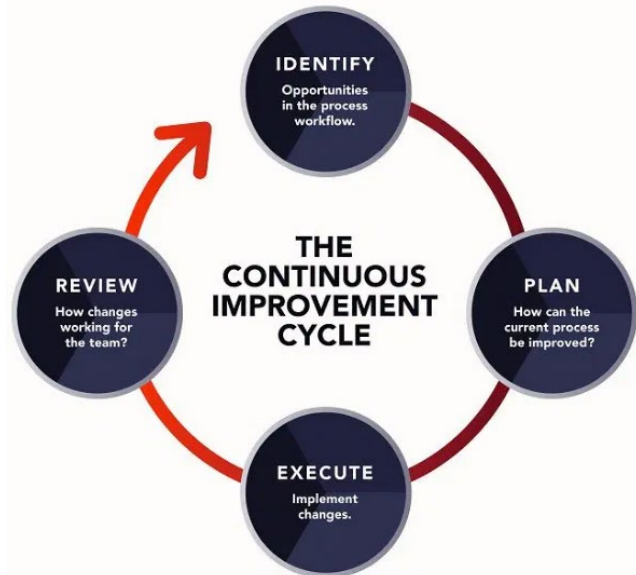 IDENTIFY
Opportunities
in the process
workflow.
THE
CONTINUOUS
IMPROVEMENT
CYCLE
REVIEW
How changes
working for
the team?
PLAN
How can the
current process
be improved?
EXECUTE
Implement
changes.